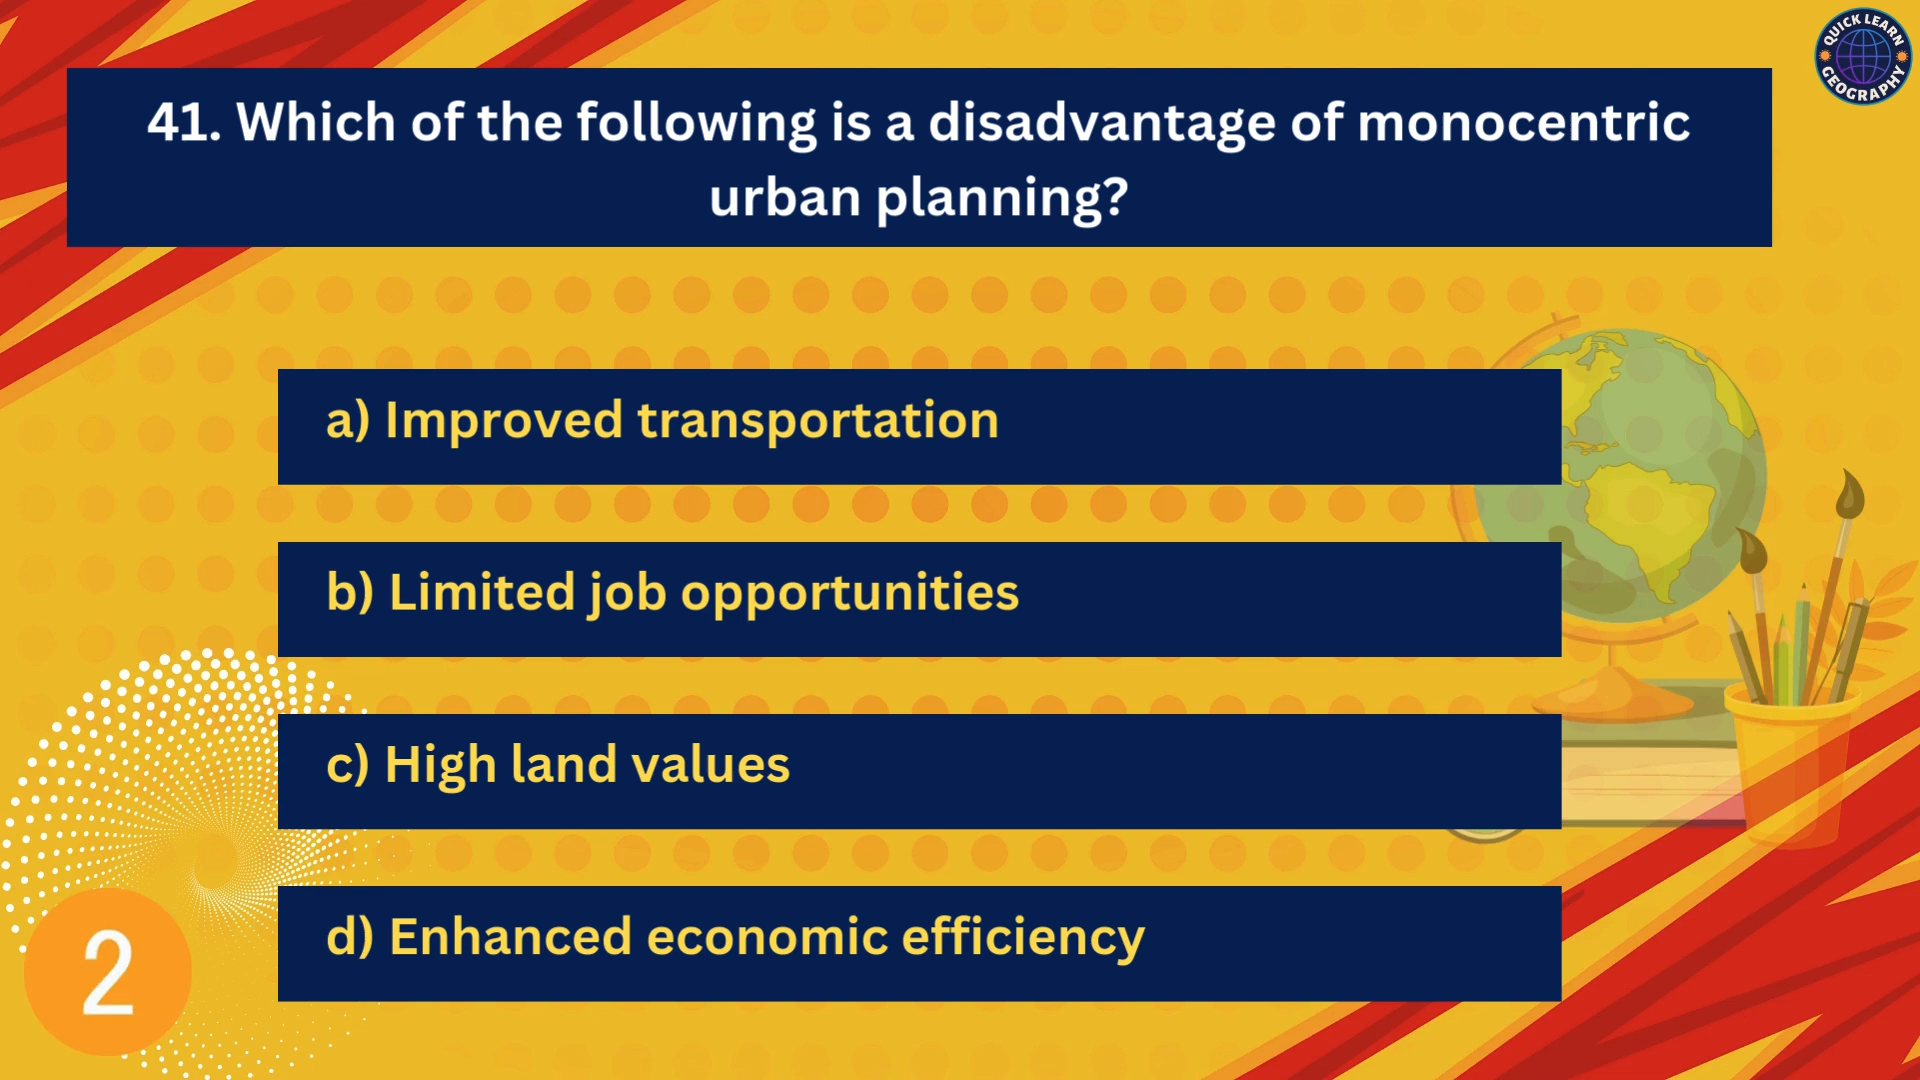 QUICK LEARN
GEOGRAPHY
41. Which of the following is a disadvantage of monocentric
urban planning?
a) Improved transportation
b) Limited job opportunities
c) High land values
d) Enhanced economic efficiency
2